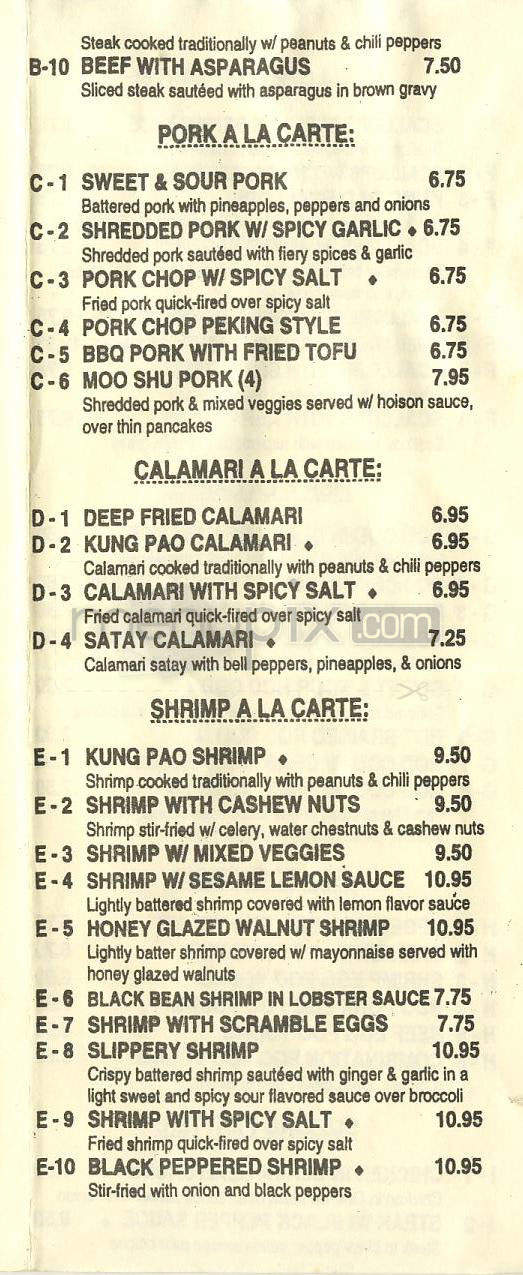 Steak cooked traditionally w/ peanuts & chili peppers
B-10 BEEF WITH ASPARAGUS 7.50
Sliced steak sautéed with asparagus in brown gravy
PORK A LA CARTE:
C - 1 SWEET & SOUR PORK 6.75
Battered pork with pineapples, peppers and onions
C - 2 SHREDDED PORK W/ SPICY GARLIC ♦ 6.75
Shredded pork sautéed with fiery spices & garlic
C - 3 PORK CHOP W/ SPICY SALT ♦ 6.75
Fried pork quick-fired over spicy salt
C - 4 PORK CHOP PEKING STYLE 6.75
C - 5 BBQ PORK WITH FRIED TOFU 6.75
C - 6 MOO SHU PORK (4) 7.95
Shredded pork & mixed veggies served w/ hoison sauce,
over thin pancakes
CALAMARI A LA CARTE:
D - 1 DEEP FRIED CALAMARI 6.95
D - 2 KUNG PAO CALAMARI ♦ 6.95
Calamari cooked traditionally with peanuts & chili peppers
D - 3 CALAMARI WITH SPICY SALT ♦ 6.95
Fried calamari quick-fired over spicy salt
menupix.com
D - 4 SATAY CALAMARI ♦ 7.25
Calamari satay with bell peppers, pineapples, & onions
SHRIMP A LA CARTE:
E - 1 KUNG PAO SHRIMP ♦ 9.50
Shrimp cooked traditionally with peanuts & chili peppers
E - 2 SHRIMP WITH CASHEW NUTS 9.50
Shrimp stir-fried w/ celery, water chestnuts & cashew nuts
E - 3 SHRIMP W/ MIXED VEGGIES 9.50
E - 4 SHRIMP W/ SESAME LEMON SAUCE 10.95
Lightly battered shrimp covered with lemon flavor sauce
E - 5 HONEY GLAZED WALNUT SHRIMP 10.95
Lightly batter shrimp covered w/ mayonnaise served with
honey glazed walnuts
E - 6 BLACK BEAN SHRIMP IN LOBSTER SAUCE 7.75
E - 7 SHRIMP WITH SCRAMBLE EGGS 7.75
E - 8 SLIPPERY SHRIMP 10.95
Crispy battered shrimp sautéed with ginger & garlic in a
light sweet and spicy sour flavored sauce over broccoli
E - 9 SHRIMP WITH SPICY SALT ♦ 10.95
Fried shrimp quick-fired over spicy salt
E-10 BLACK PEPPERED SHRIMP ♦ 10.95
Stir-fried with onion and black peppers